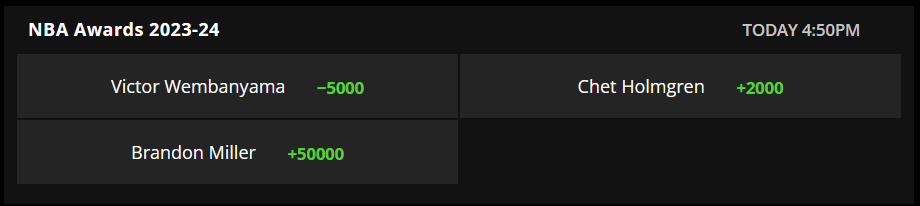 NBA Awards 2023-24 TODAY 4:50PM
Victor Wembanyama −5000 Chet Holmgren +2000
Brandon Miller +50000